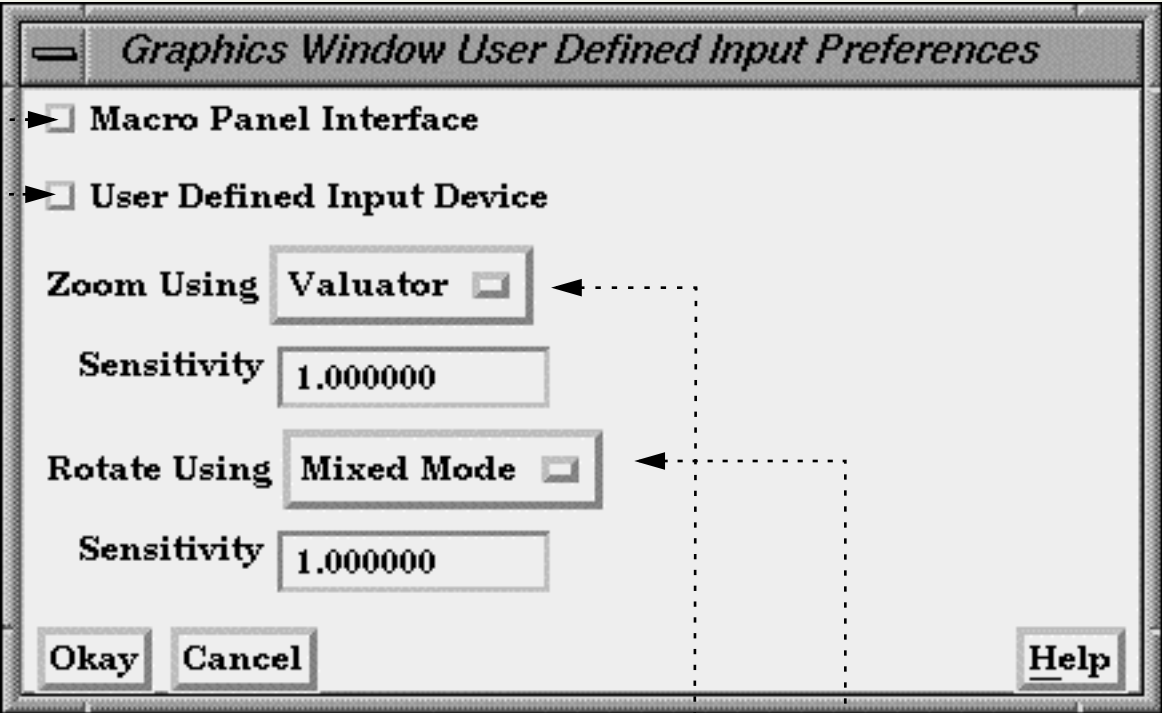 Graphics Window User Defined Input Preferences
Macro Panel Interface
User Defined Input Device
Zoom Using Valuator
Sensitivity 1.000000
Rotate Using Mixed Mode
Sensitivity 1.000000
Okay Cancel Help